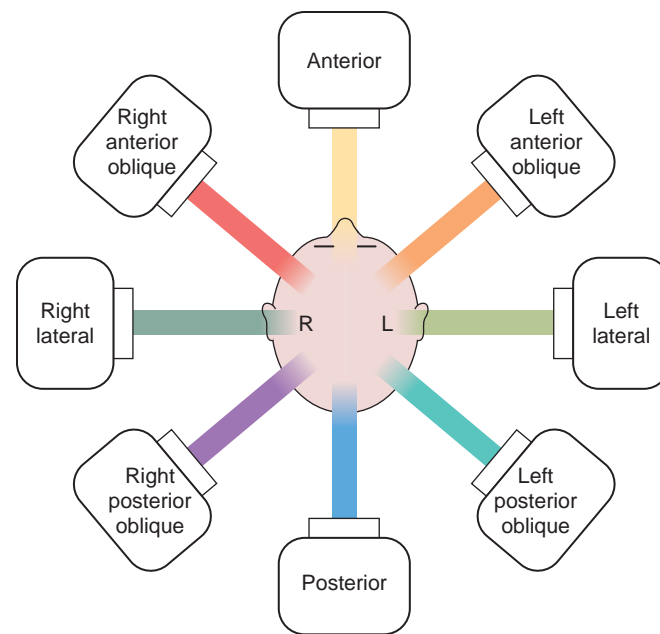 Anterior
Right
anterior
oblique
Left
anterior
oblique
Right
lateral
R
L
Left
lateral
Right
posterior
oblique
Left
posterior
oblique
Posterior